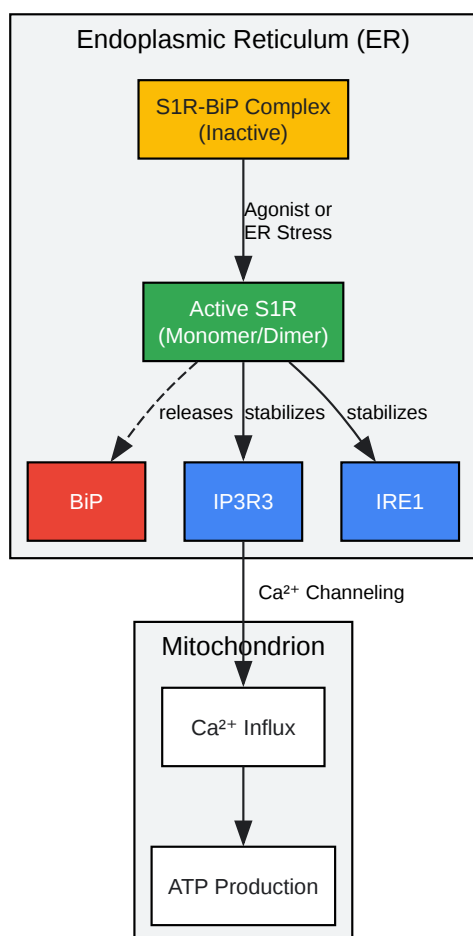 Endoplasmic Reticulum (ER)
S1R-BiP Complex
(Inactive)
Agonist or
ER Stress
Active S1R
(Monomer/Dimer)
releases
stabilizes
stabilizes
BiP
IP3R3
IRE1
Ca²⁺ Channeling
Mitochondrion
Ca²⁺ Influx
ATP Production